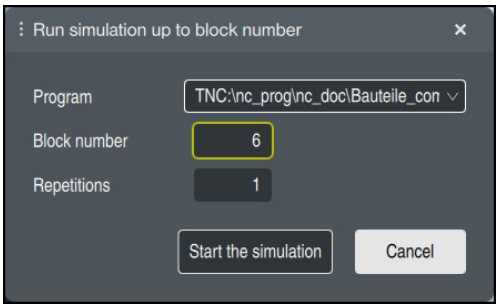 Run simulation up to block number
Program TNC:\nc_prog\nc_doc\Bauteile_con
Block number 6
Repetitions 1
Start the simulation Cancel